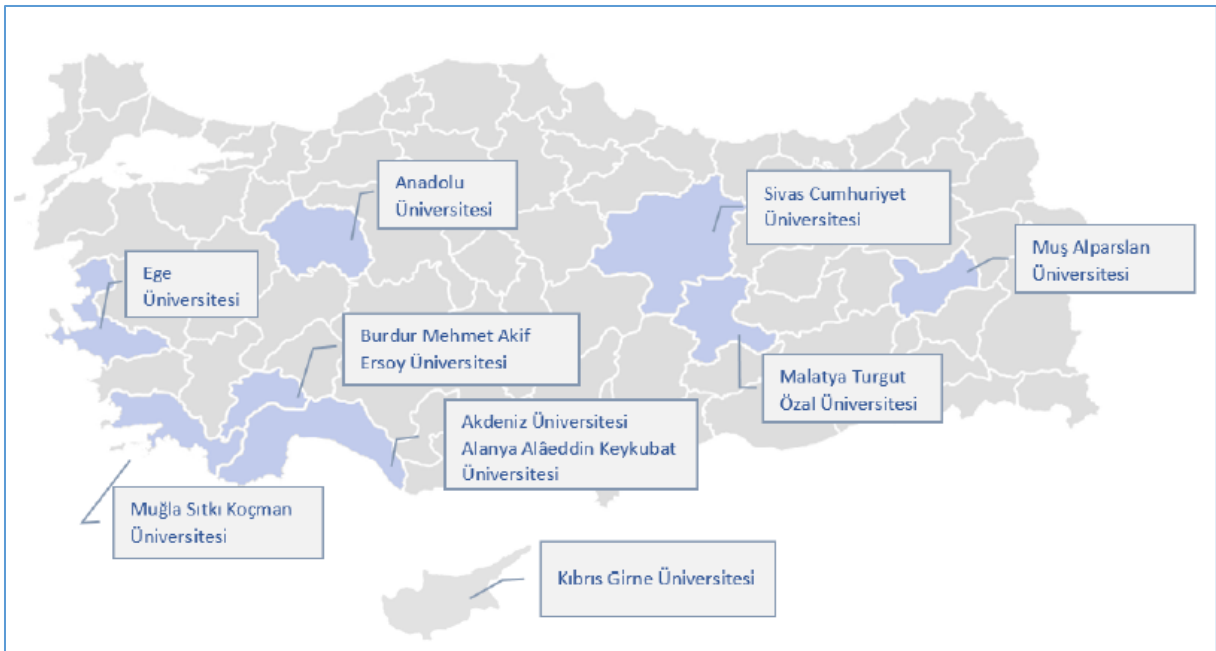 Anadolu
Üniversitesi
Sivas Cumhuriyet
Üniversitesi
Muş Alparslan
Üniversitesi
Ege
Üniversitesi
Burdur Mehmet Akif
Ersoy Üniversitesi
Malatya Turgut
Özal Üniversitesi
Akdeniz Üniversitesi
Alanya Alâeddin Keykubat
Üniversitesi
Muğla Sıtkı Koçman
Üniversitesi
Kıbrıs Girne Üniversitesi